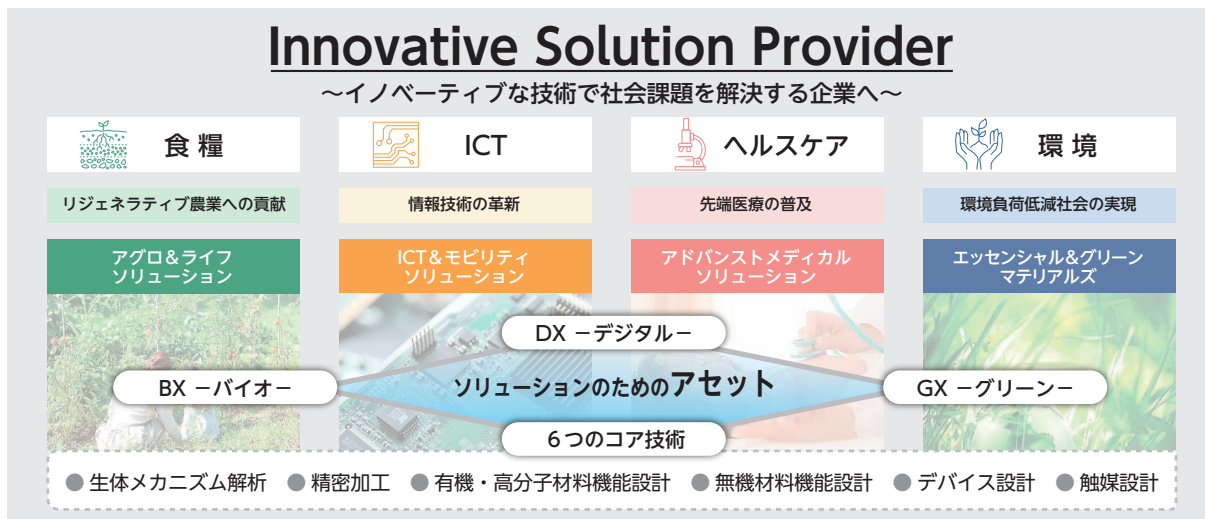 Innovative Solution Provider
～イノベーティブな技術で社会課題を解決する企業へ～
食糧
ICT
ヘルスケア
環境
リジェネラティブ農業への貢献
情報技術の革新
先端医療の普及
環境負荷低減社会の実現
アグロ＆ライフ
ソリューション
ICT＆モビリティ
ソリューション
アドバンストメディカル
ソリューション
エッセンシャル＆グリーン
マテリアルズ
DX －デジタル－
BX －バイオ－
ソリューションのためのアセット
GX －グリーン－
6つのコア技術
●生体メカニズム解析 ●精密加工 ●有機・高分子材料機能設計 ●無機材料機能設計 ●デバイス設計 ●触媒設計